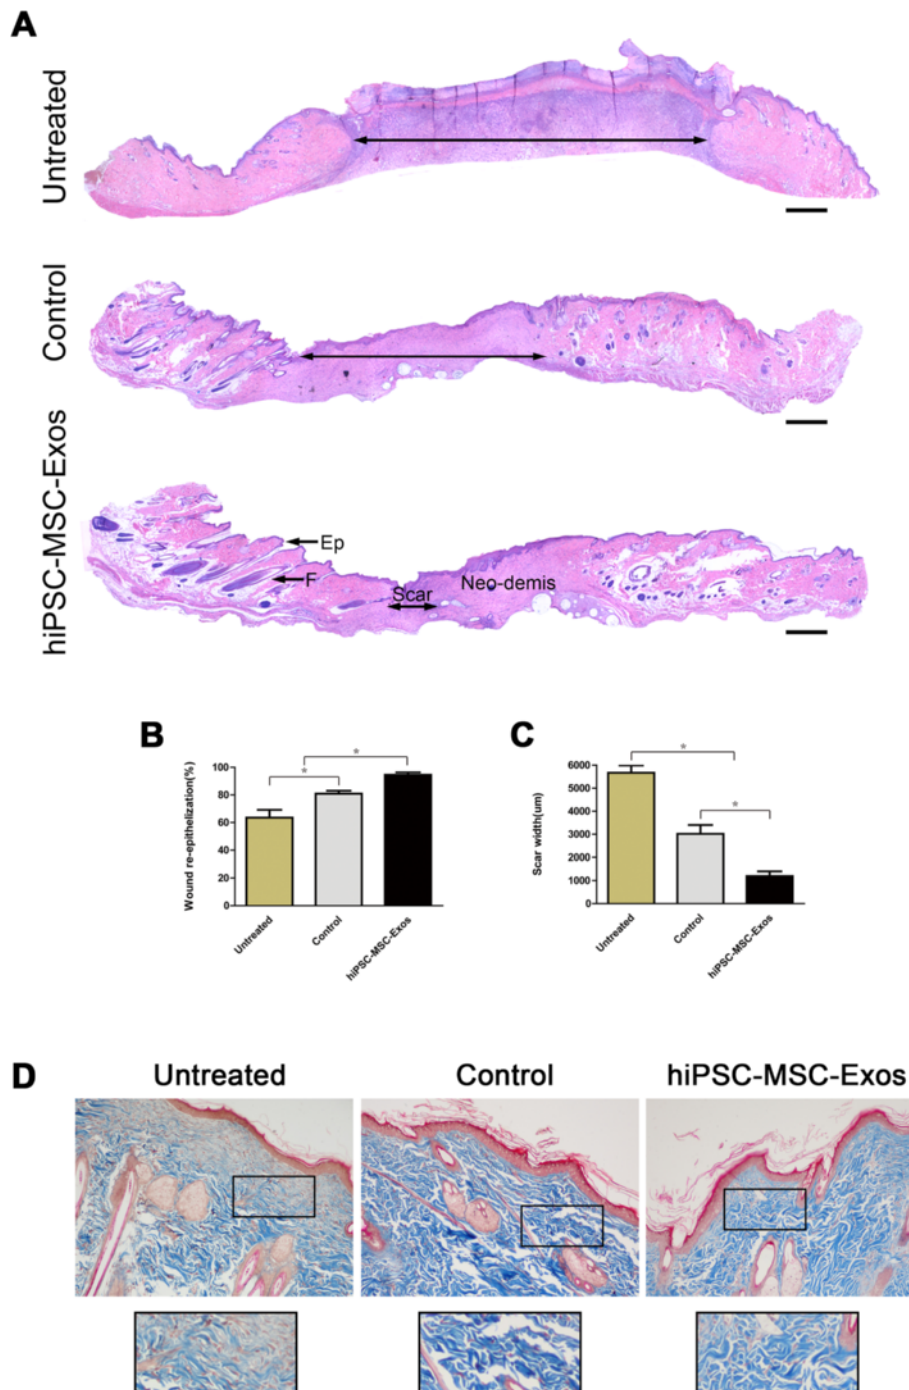 A
Untreated
Control
hiPSC-MSC-Exos
Ep
F
Scar
Neo-demis
B
Wound re-epithelization(%)
100
80
60
40
20
0
*
*
Untreated
Control
hiPSC-MSC-Exos
C
Scar width(um)
6000
5000
4000
3000
2000
1000
0
*
*
Untreated
Control
hiPSC-MSC-Exos
D
Untreated
Control
hiPSC-MSC-Exos